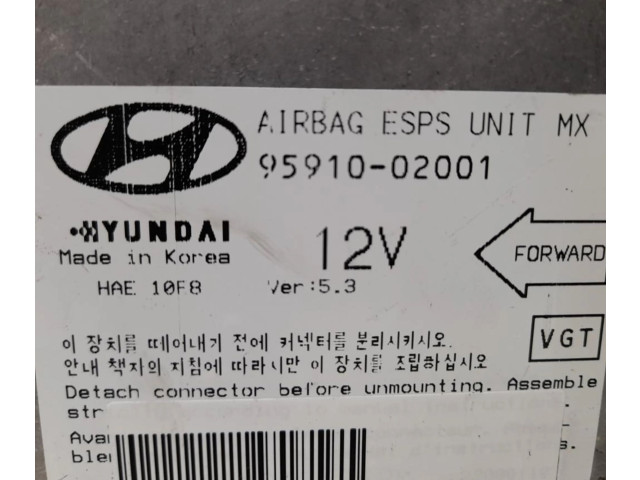 AIRBAG ESPS UNIT MX
95910-02001
HYUNDAI
12V
FORWARD
Made in Korea
HAE 10F8
Ver:5.3
VGT
이 장치를 떼어내기 전에 커넥터를 분리시키시오.
안내 책자의 지침에 따라서만 이 장치를 조립하십시오
Detach connector before unmounting. Assemble
str
Avai
blem
s.